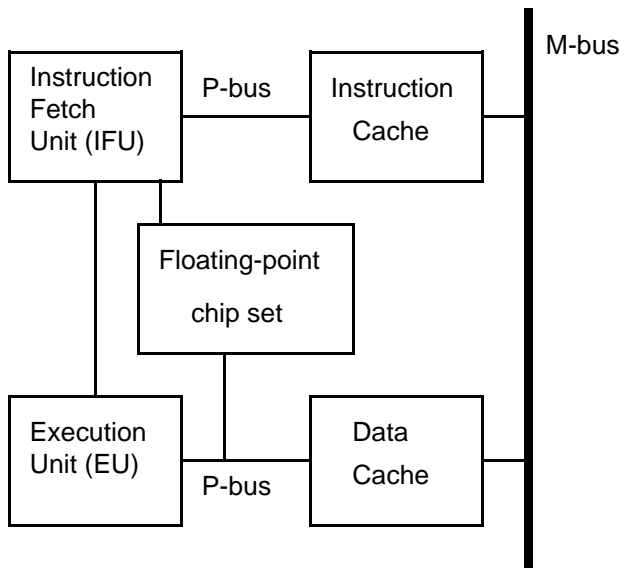 M-bus
Instruction
Fetch
Unit (IFU)
P-bus
Instruction
Cache
Floating-point
chip set
Execution
Unit (EU)
P-bus
Data
Cache